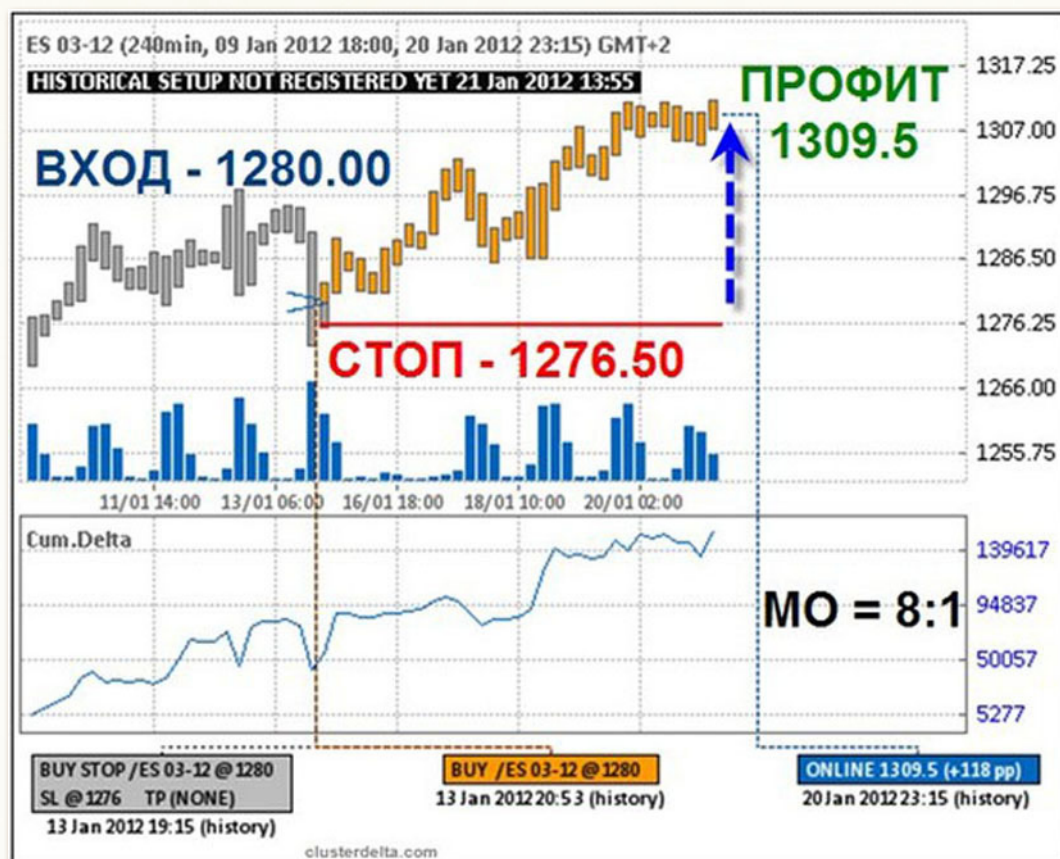 ES 03-12 (240min, 09 Jan 2012 18:00, 20 Jan 2012 23:15) GMT+2
HISTORICAL SETUP NOT REGISTERED YET 21 Jan 2012 13:55
ПРОФИТ
1309.5
ВХОД - 1280.00
СТОП - 1276.50
1317.25
1307.00
1296.75
1286.50
1276.25
1266.00
1255.75
11/01 14:00
13/01 06:00
16/01 18:00
18/01 10:00
20/01 02:00
Cum.Delta
139617
94837
50057
5277
МО = 8:1
BUY STOP /ES 03-12 @1280
SL @1276 TP (NONE)
13 Jan 2012 19:15 (history)
BUY /ES 03-12 @1280
13 Jan 2012 20:53 (history)
ONLINE 1309.5 (+118 pp)
20 Jan 2012 23:15 (history)
clusterdelta.com